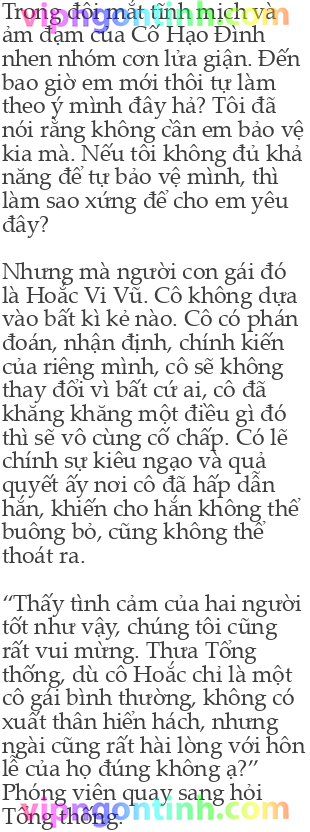 vipngontinh.com
Trong đôi mắt tĩnh mịch và
ảm đạm của Cố Hạo Đình
nhen nhóm cơn lửa giận. Đến
bao giờ em mới thôi tự làm
theo ý mình đây hả? Tôi đã
nói rằng không cần em bảo vệ
kia mà. Nếu tôi không đủ khả
năng để tự bảo vệ mình, thì
làm sao xứng để cho em yêu
đây?
Nhưng mà người con gái đó
là Hoắc Vi Vũ. Cô không dựa
vào bất kì kẻ nào. Cô có phán
đoán, nhận định, chính kiến
của riêng mình, cô sẽ không
thay đổi vì bất cứ ai, cô đã
khăng khăng một điều gì đó
thì sẽ vô cùng cố chấp. Có lẽ
chính sự kiêu ngạo và quả
quyết ấy nơi cô đã hấp dẫn
hắn, khiến cho hắn không thể
buông bỏ, cũng không thể
thoát ra.
“Thấy tình cảm của hai người
tốt như vậy, chúng tôi cũng
rất vui mừng. Thưa Tổng
thống, dù cô Hoắc chỉ là một
cô gái bình thường, không có
xuất thân hiển hách, nhưng
ngài cũng rất hài lòng với hôn
lễ của họ đúng không ạ?”
Phóng viên quay sang hỏi
Tổng thống.
vipngontinh.com